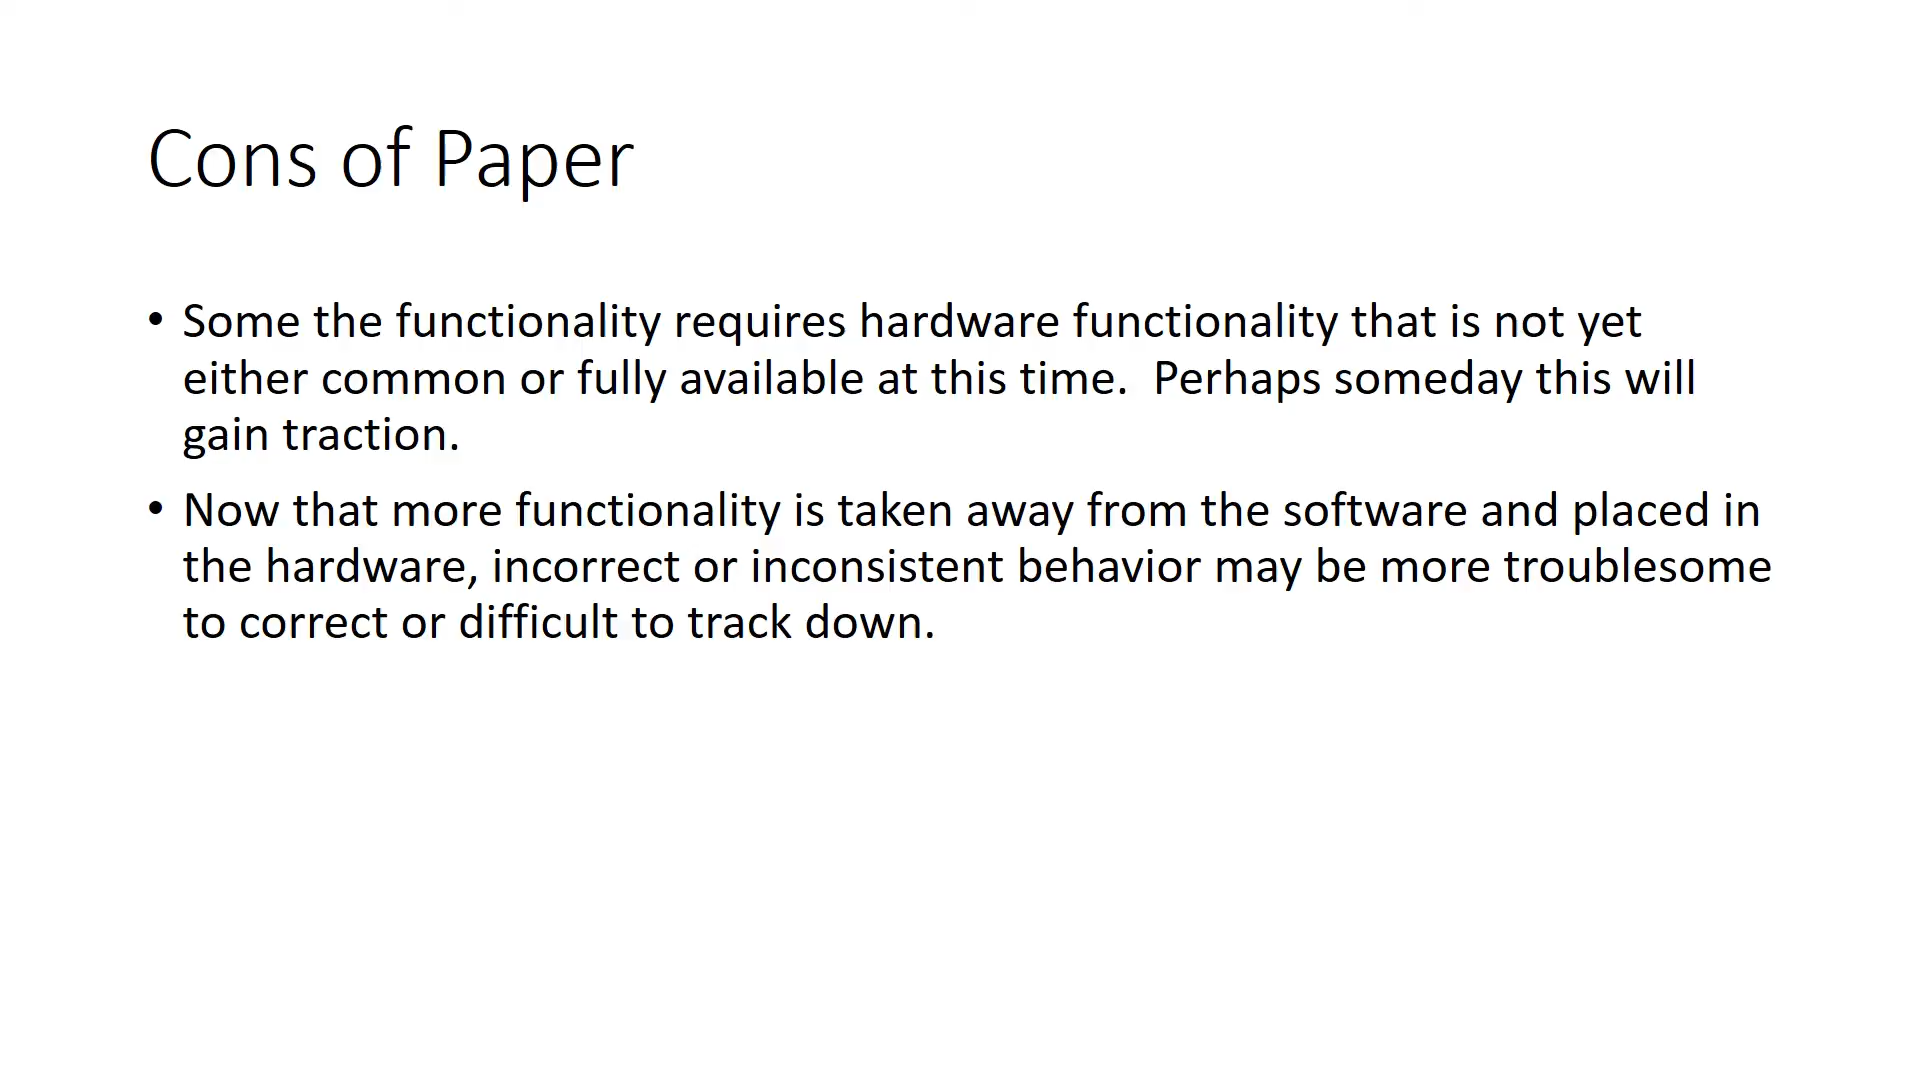 Cons of Paper
• Some the functionality requires hardware functionality that is not yet
either common or fully available at this time.  Perhaps someday this will
gain traction.
• Now that more functionality is taken away from the software and placed in
the hardware, incorrect or inconsistent behavior may be more troublesome
to correct or difficult to track down.